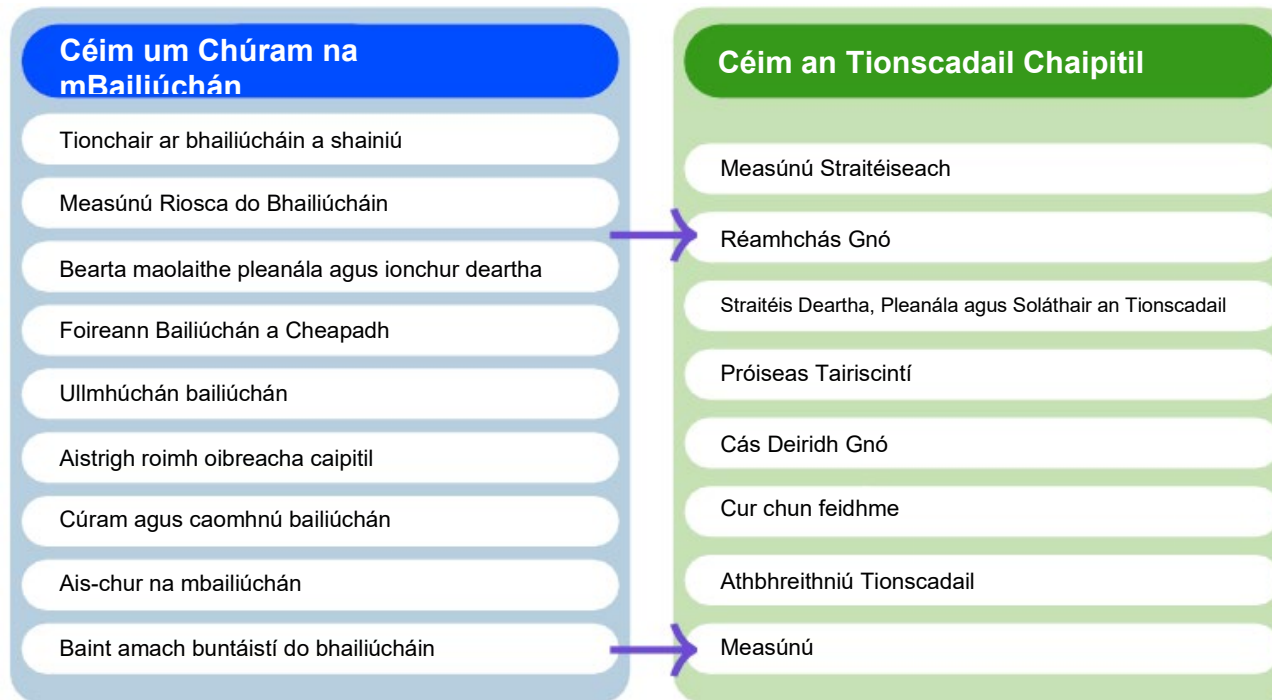 Céim um Chúram na
mBailiúchán
Tionchair ar bhailiúcháin a shainiú
Measúnú Riosca do Bhailiúcháin
Bearta maolaithe pleanála agus ionchur deartha
Foireann Bailiúchán a Cheapadh
Ullmhúchán bailiúchán
Aistrigh roimh oibreacha caipitil
Cúram agus caomhnú bailiúchán
Ais-chur na mbailiúchán
Baint amach buntáistí do bhailiúcháin
Céim an Tionscadail Chaipitil
Measúnú Straitéiseach
Réamhchás Gnó
Straitéis Deartha, Pleanála agus Soláthair an Tionscadail
Próiseas Tairiscintí
Cás Deiridh Gnó
Cur chun feidhme
Athbhreithniú Tionscadail
Measúnú